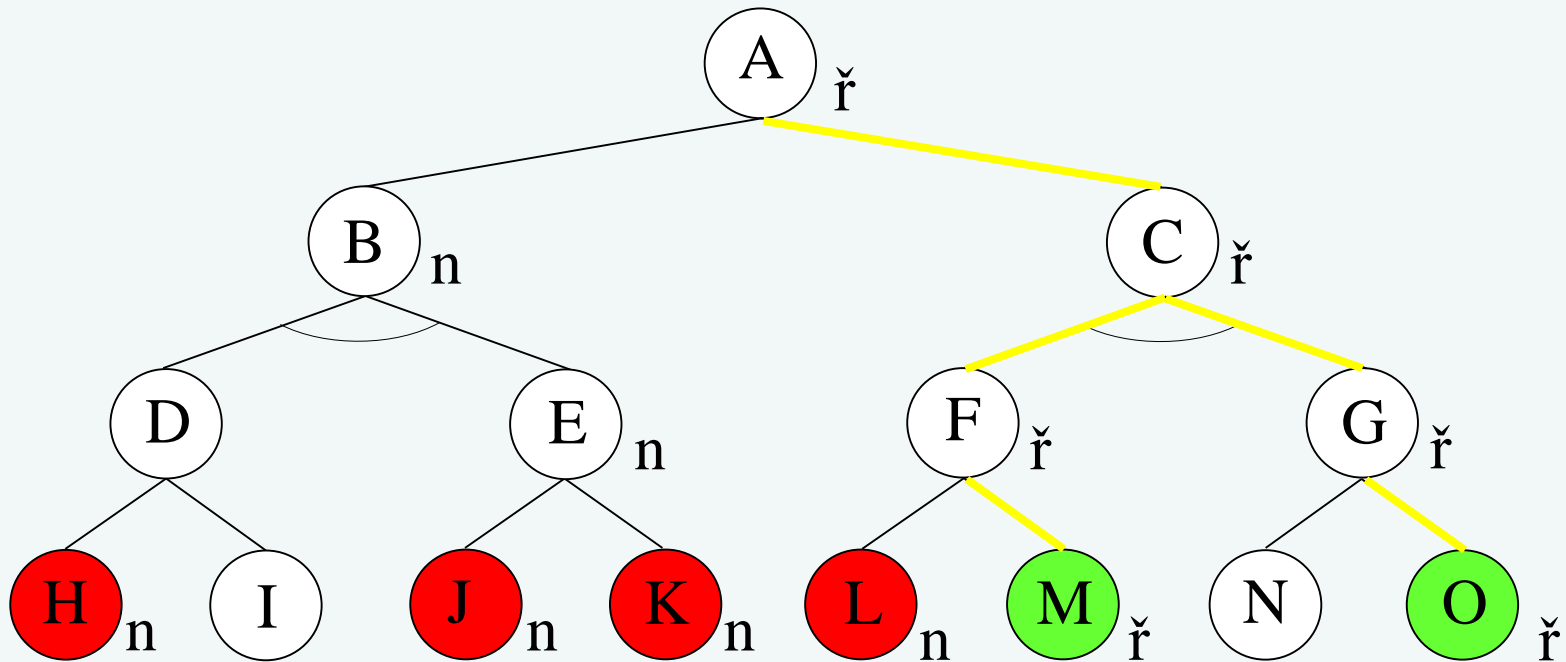 A ř
B n C ř
D E n F ř G ř
H n I J n K n L n M ř N O ř